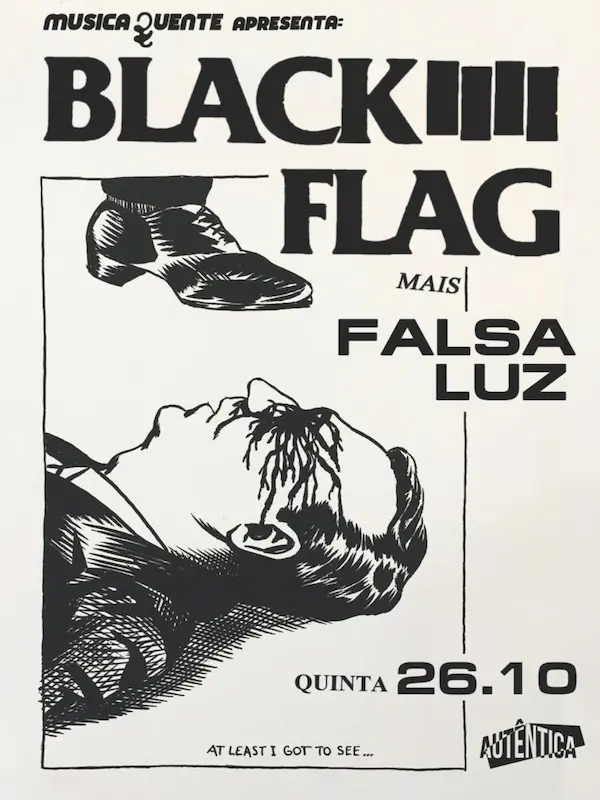 MUSICA QUENTE APRESENTA:
BLACK
FLAG
MAIS
FALSA
LUZ
QUINTA 26.10
AT LEAST I GOT TO SEE...
AUTÊNTICA